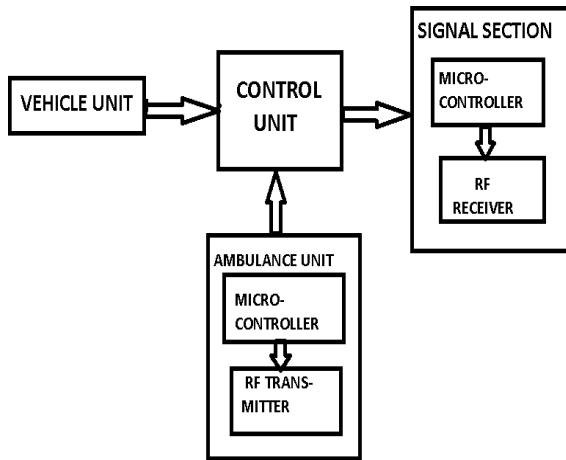 VEHICLE UNIT
CONTROL
UNIT
SIGNAL SECTION
MICRO-
CONTROLLER
RF
RECEIVER
AMBULANCE UNIT
MICRO-
CONTROLLER
RF TRANS-
MITTER